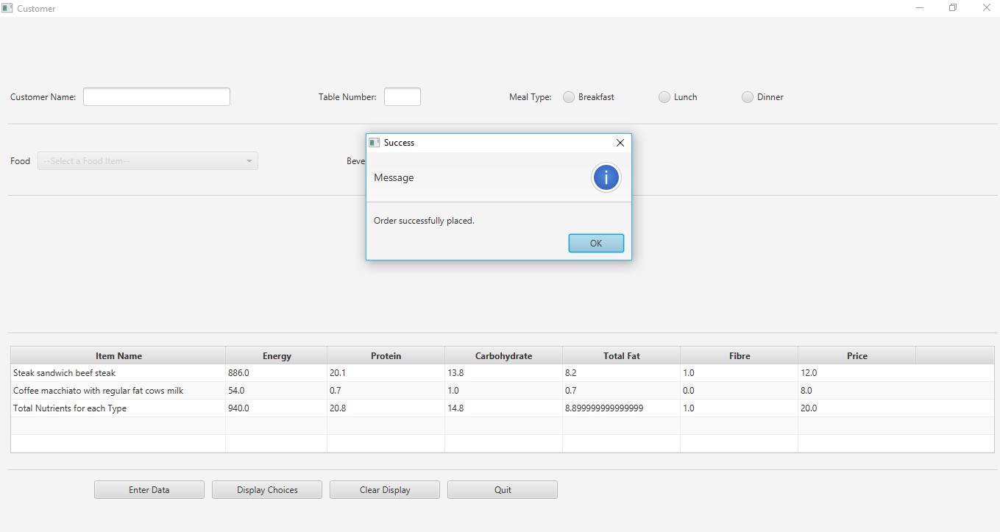 Customer
Customer Name: Table Number: Meal Type: Breakfast Lunch Dinner
Success
Food --Select a Food Item-- Beve
Message
i
Order successfully placed.
OK
Item Name Energy Protein Carbohydrate Total Fat Fibre Price
Steak sandwich beef steak 886.0 20.1 13.8 8.2 1.0 12.0
Coffee macchiato with regular fat cows milk 54.0 0.7 1.0 0.7 0.0 8.0
Total Nutrients for each Type 940.0 20.8 14.8 8.899999999999999 1.0 20.0
Enter Data Display Choices Clear Display Quit